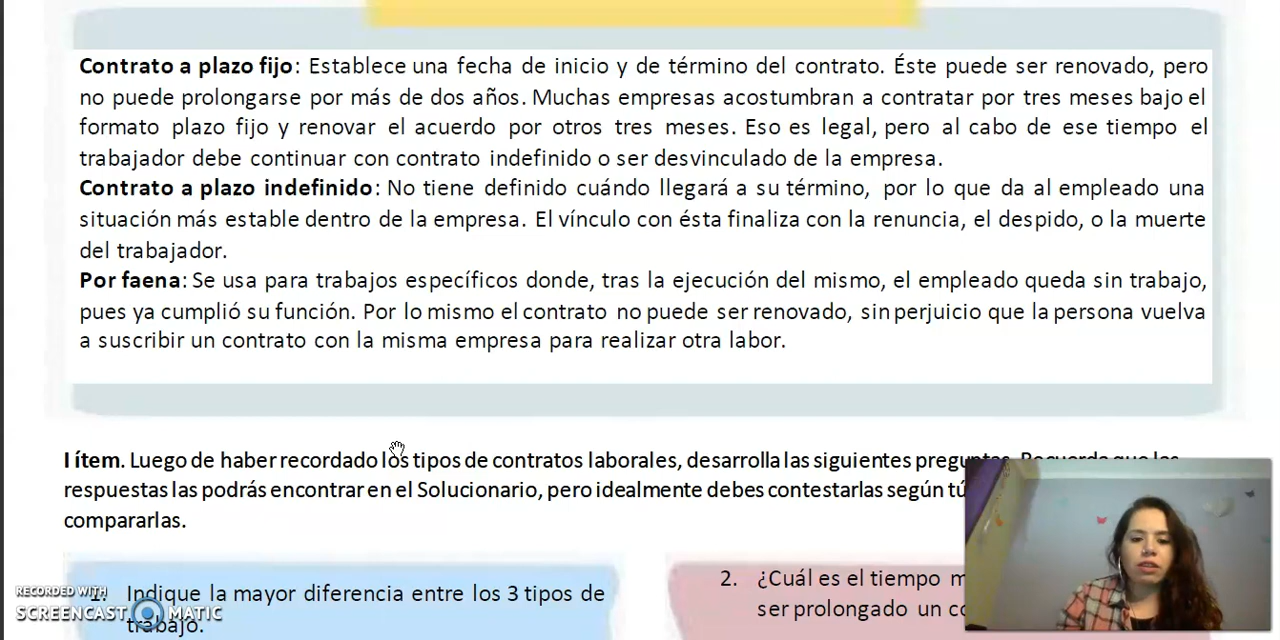 Contrato a plazo fijo: Establece una fecha de inicio y de término del contrato. Éste puede ser renovado, pero
no puede prolongarse por más de dos años. Muchas empresas acostumbran a contratar por tres meses bajo el
formato plazo fijo y renovar el acuerdo por otros tres meses. Eso es legal, pero al cabo de ese tiempo el
trabajador debe continuar con contrato indefinido o ser desvinculado de la empresa.
Contrato a plazo indefinido: No tiene definido cuándo llegará a su término, por lo que da al empleado una
situación más estable dentro de la empresa. El vínculo con ésta finaliza con la renuncia, el despido, o la muerte
del trabajador.
Por faena: Se usa para trabajos específicos donde, tras la ejecución del mismo, el empleado queda sin trabajo,
pues ya cumplió su función. Por lo mismo el contrato no puede ser renovado, sin perjuicio que la persona vuelva
a suscribir un contrato con la misma empresa para realizar otra labor.
I ítem. Luego de haber recordado los tipos de contratos laborales, desarrolla las siguientes preguntas. Recuerda que las
respuestas las podrás encontrar en el Solucionario, pero idealmente debes contestarlas según tú
compararlas.
1. Indique la mayor diferencia entre los 3 tipos de
trabajo.
2. ¿Cuál es el tiempo
ser prolongado un
RECORDED WITH
SCREENCAST MATIC